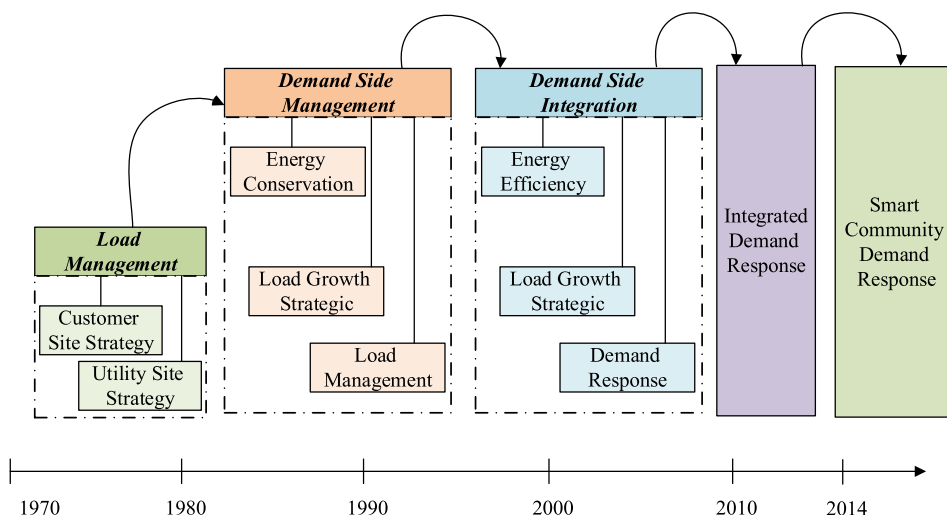 Load
Management
Customer
Site Strategy
Utility Site
Strategy
Demand Side
Management
Energy
Conservation
Load Growth
Strategic
Load
Management
Demand Side
Integration
Energy
Efficiency
Load Growth
Strategic
Demand
Response
Integrated
Demand
Response
Smart
Community
Demand
Response
1970
1980
1990
2000
2010
2014